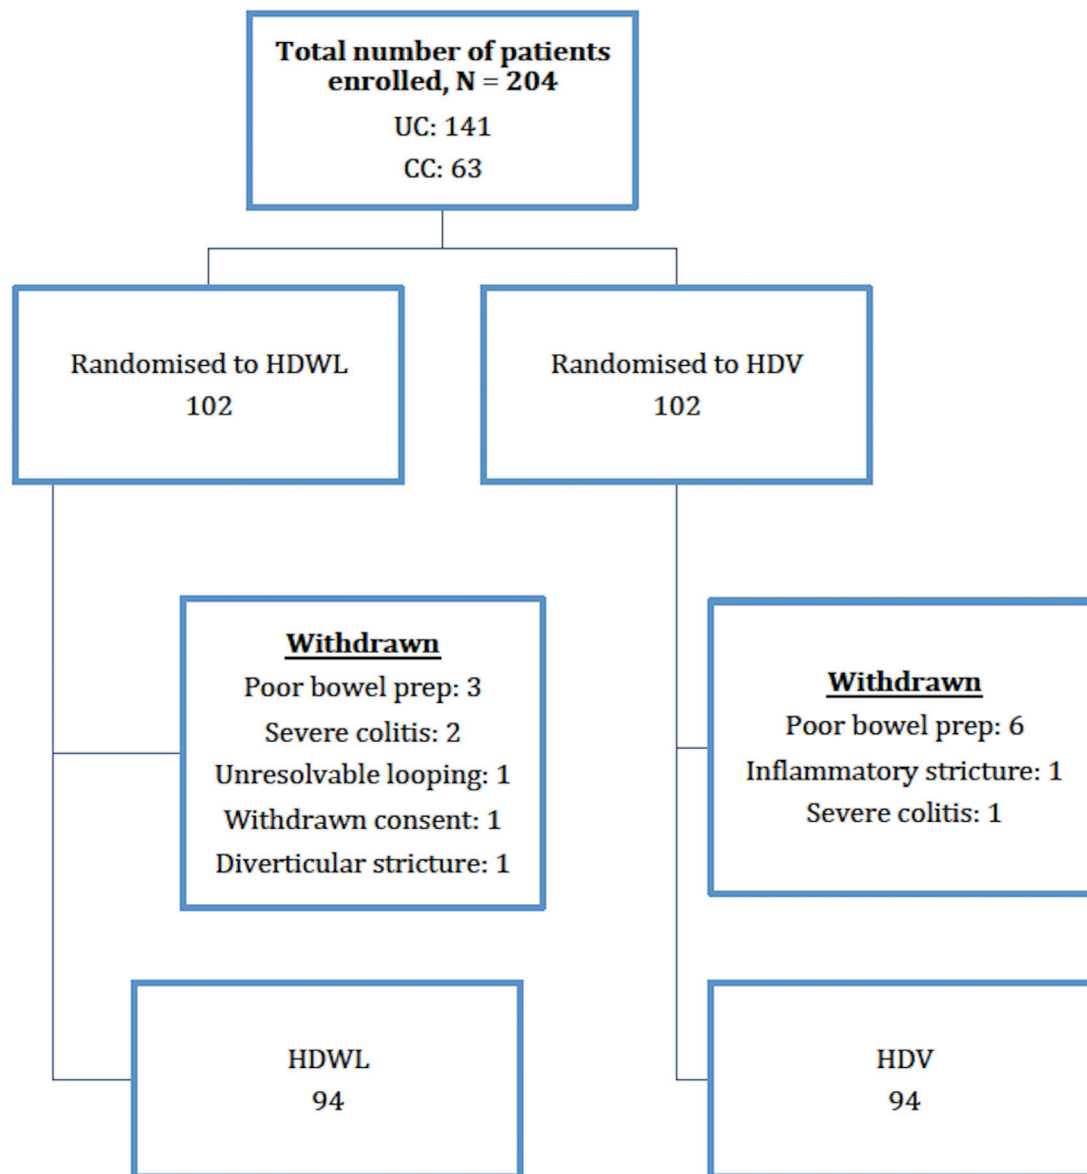 Total number of patients
enrolled, N = 204
UC: 141
CC: 63
Randomised to HDWL
102
Randomised to HDV
102
Withdrawn
Poor bowel prep: 3
Severe colitis: 2
Unresolvable looping: 1
Withdrawn consent: 1
Diverticular stricture: 1
Withdrawn
Poor bowel prep: 6
Inflammatory stricture: 1
Severe colitis: 1
HDWL
94
HDV
94